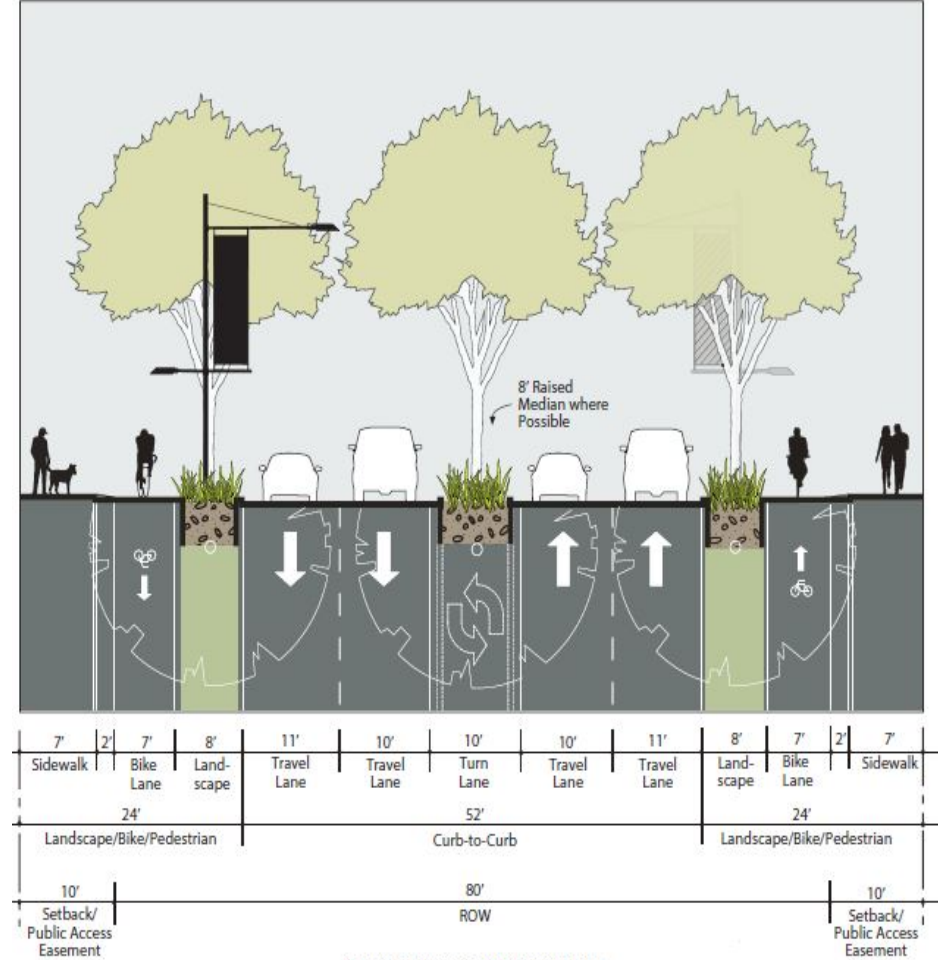 8' Raised
Median where
Possible
7' 2' 7' 8' 11' 10' 10' 10' 11' 8' 7' 2' 7'
Sidewalk Bike Land- Travel Travel Turn Travel Travel Land- Bike Sidewalk
Lane scape Lane Lane Lane Lane Lane scape Lane
24' 52' 24'
Landscape/Bike/Pedestrian Curb-to-Curb Landscape/Bike/Pedestrian
10' 80' 10'
Setback/ ROW Setback/
Public Access Public Access
Easement Easement